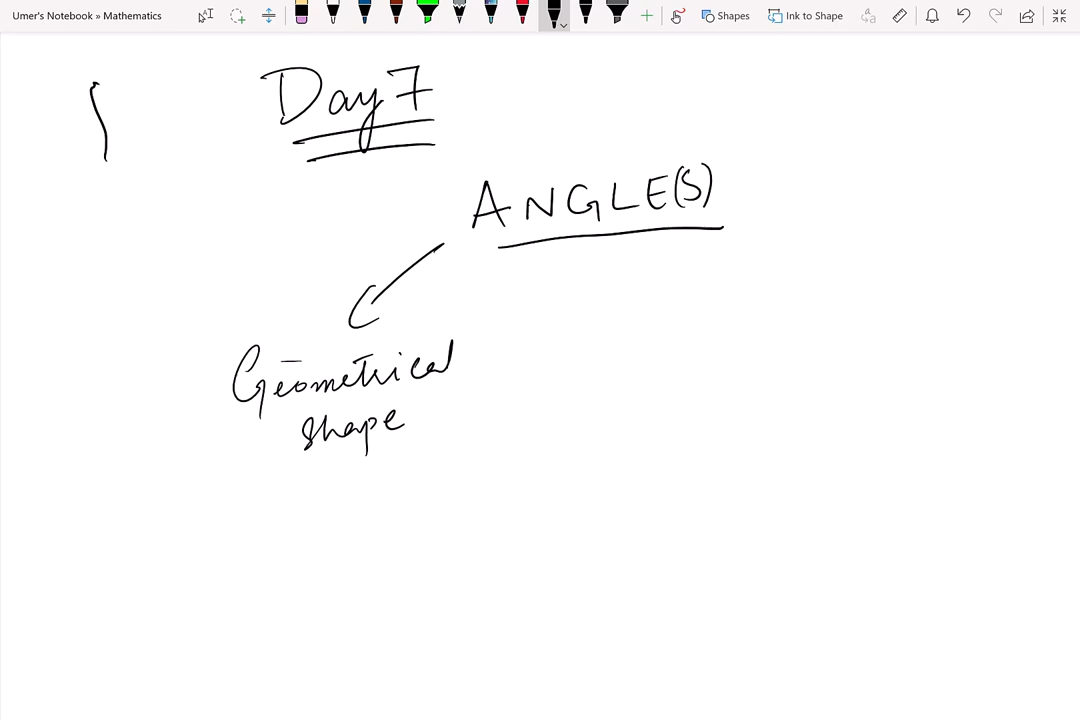 Umer's Notebook » Mathematics
Shapes
Ink to Shape
Day 7
ANGLE(S)
Geometrical
shape